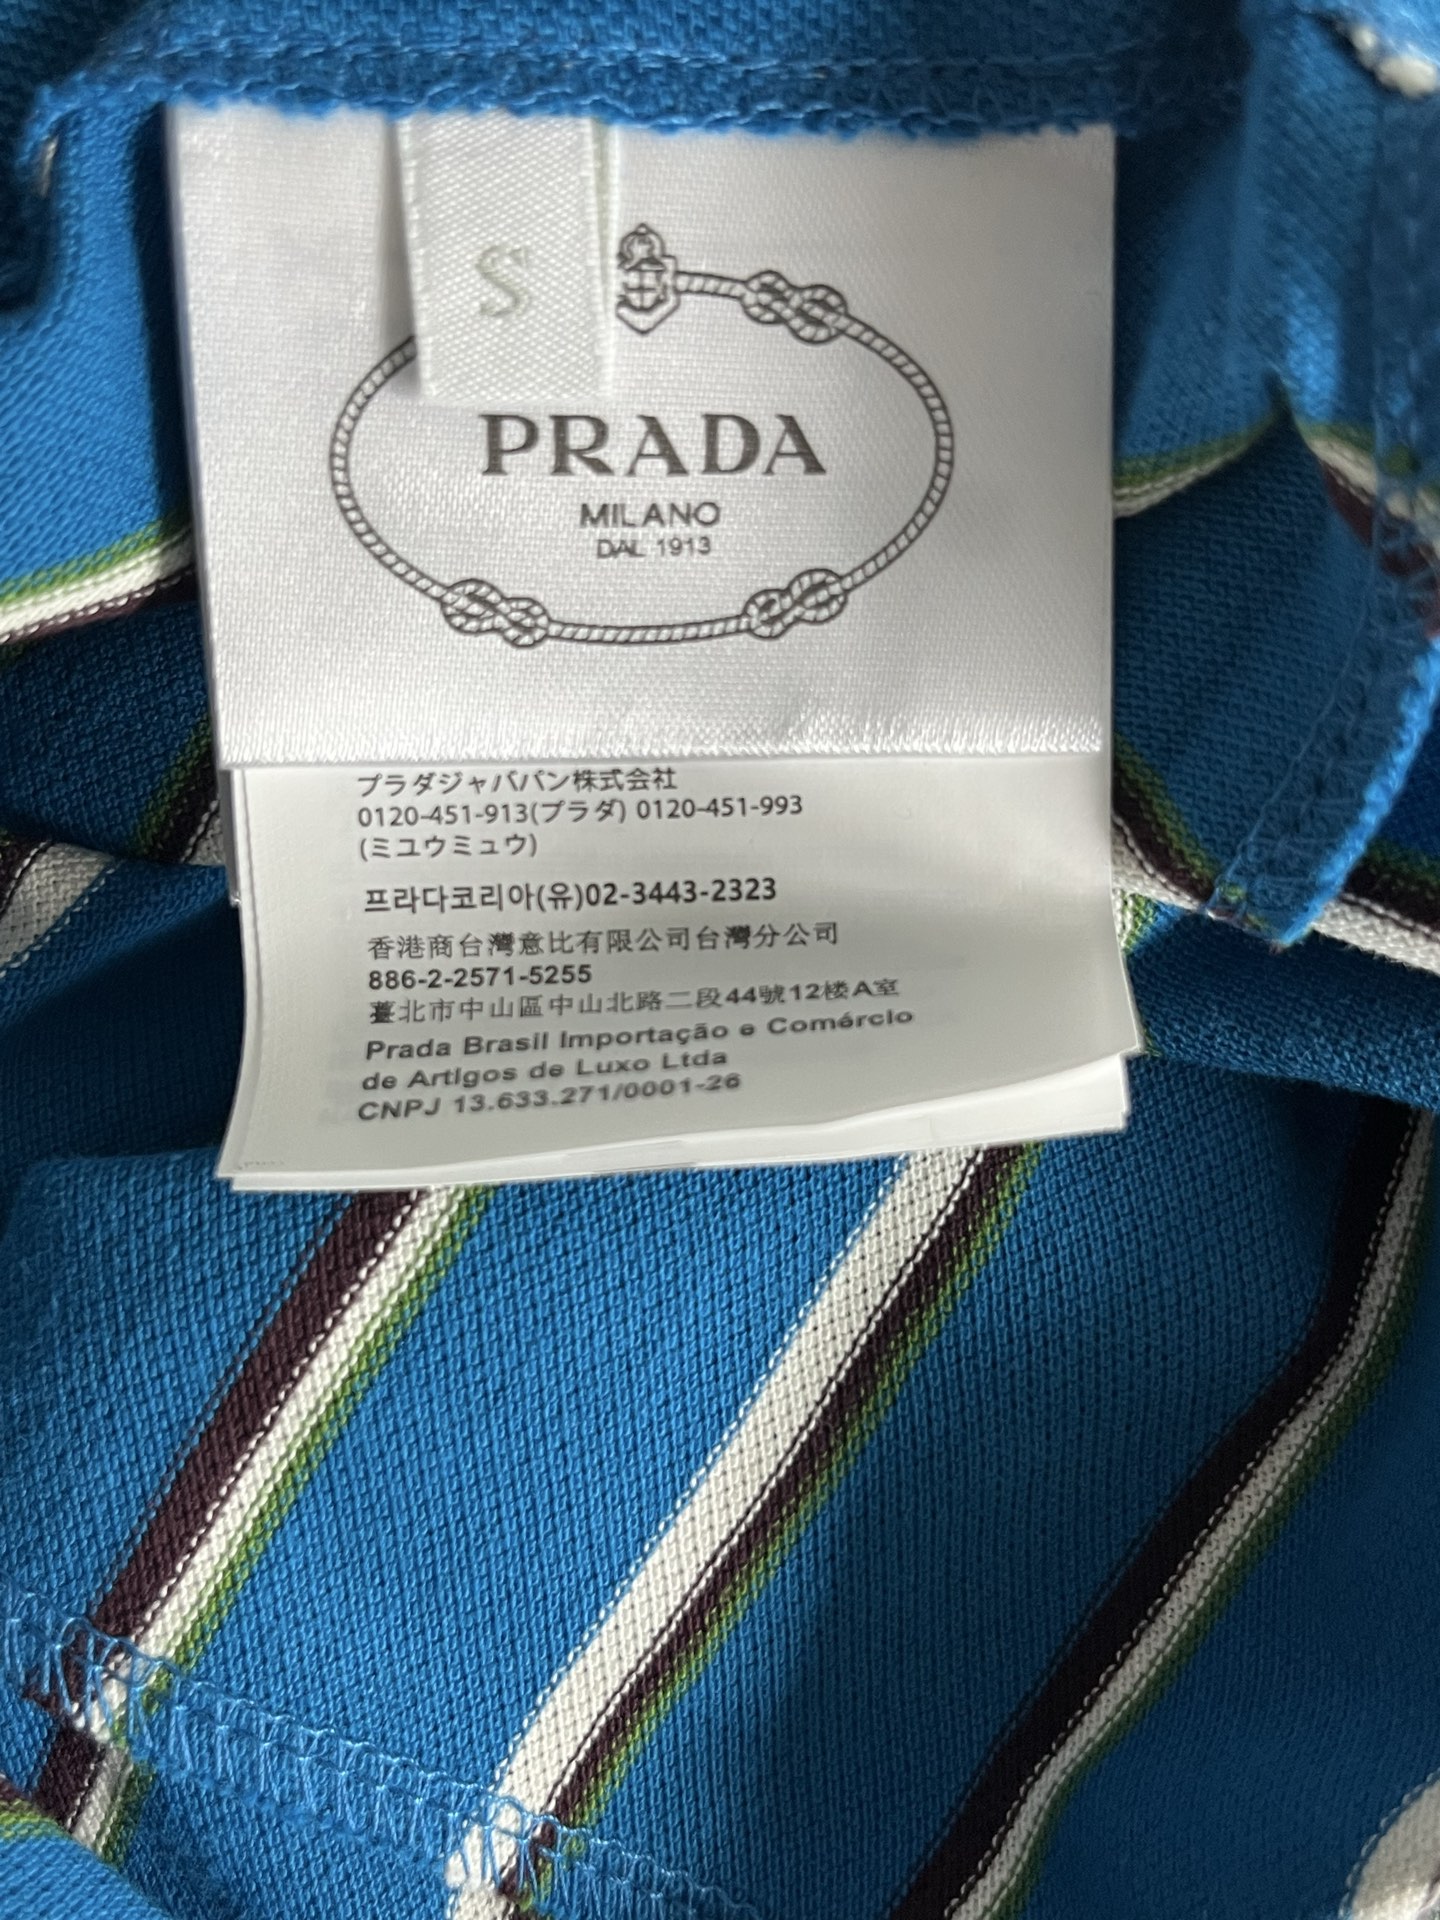 S
PRADA
MILANO
DAL 1913
プラダジャババン株式会社
0120-451-913(プラダ) 0120-451-993
(ミユウミュウ)
프라다코리아(유)02-3443-2323
香港商台灣意比有限公司台灣分公司
886-2-2571-5255
臺北市中山區中山北路二段44號12楼A室
Prada Brasil Importação e Comércio
de Artigos de Luxo Ltda
CNPJ 13.633.271/0001-26